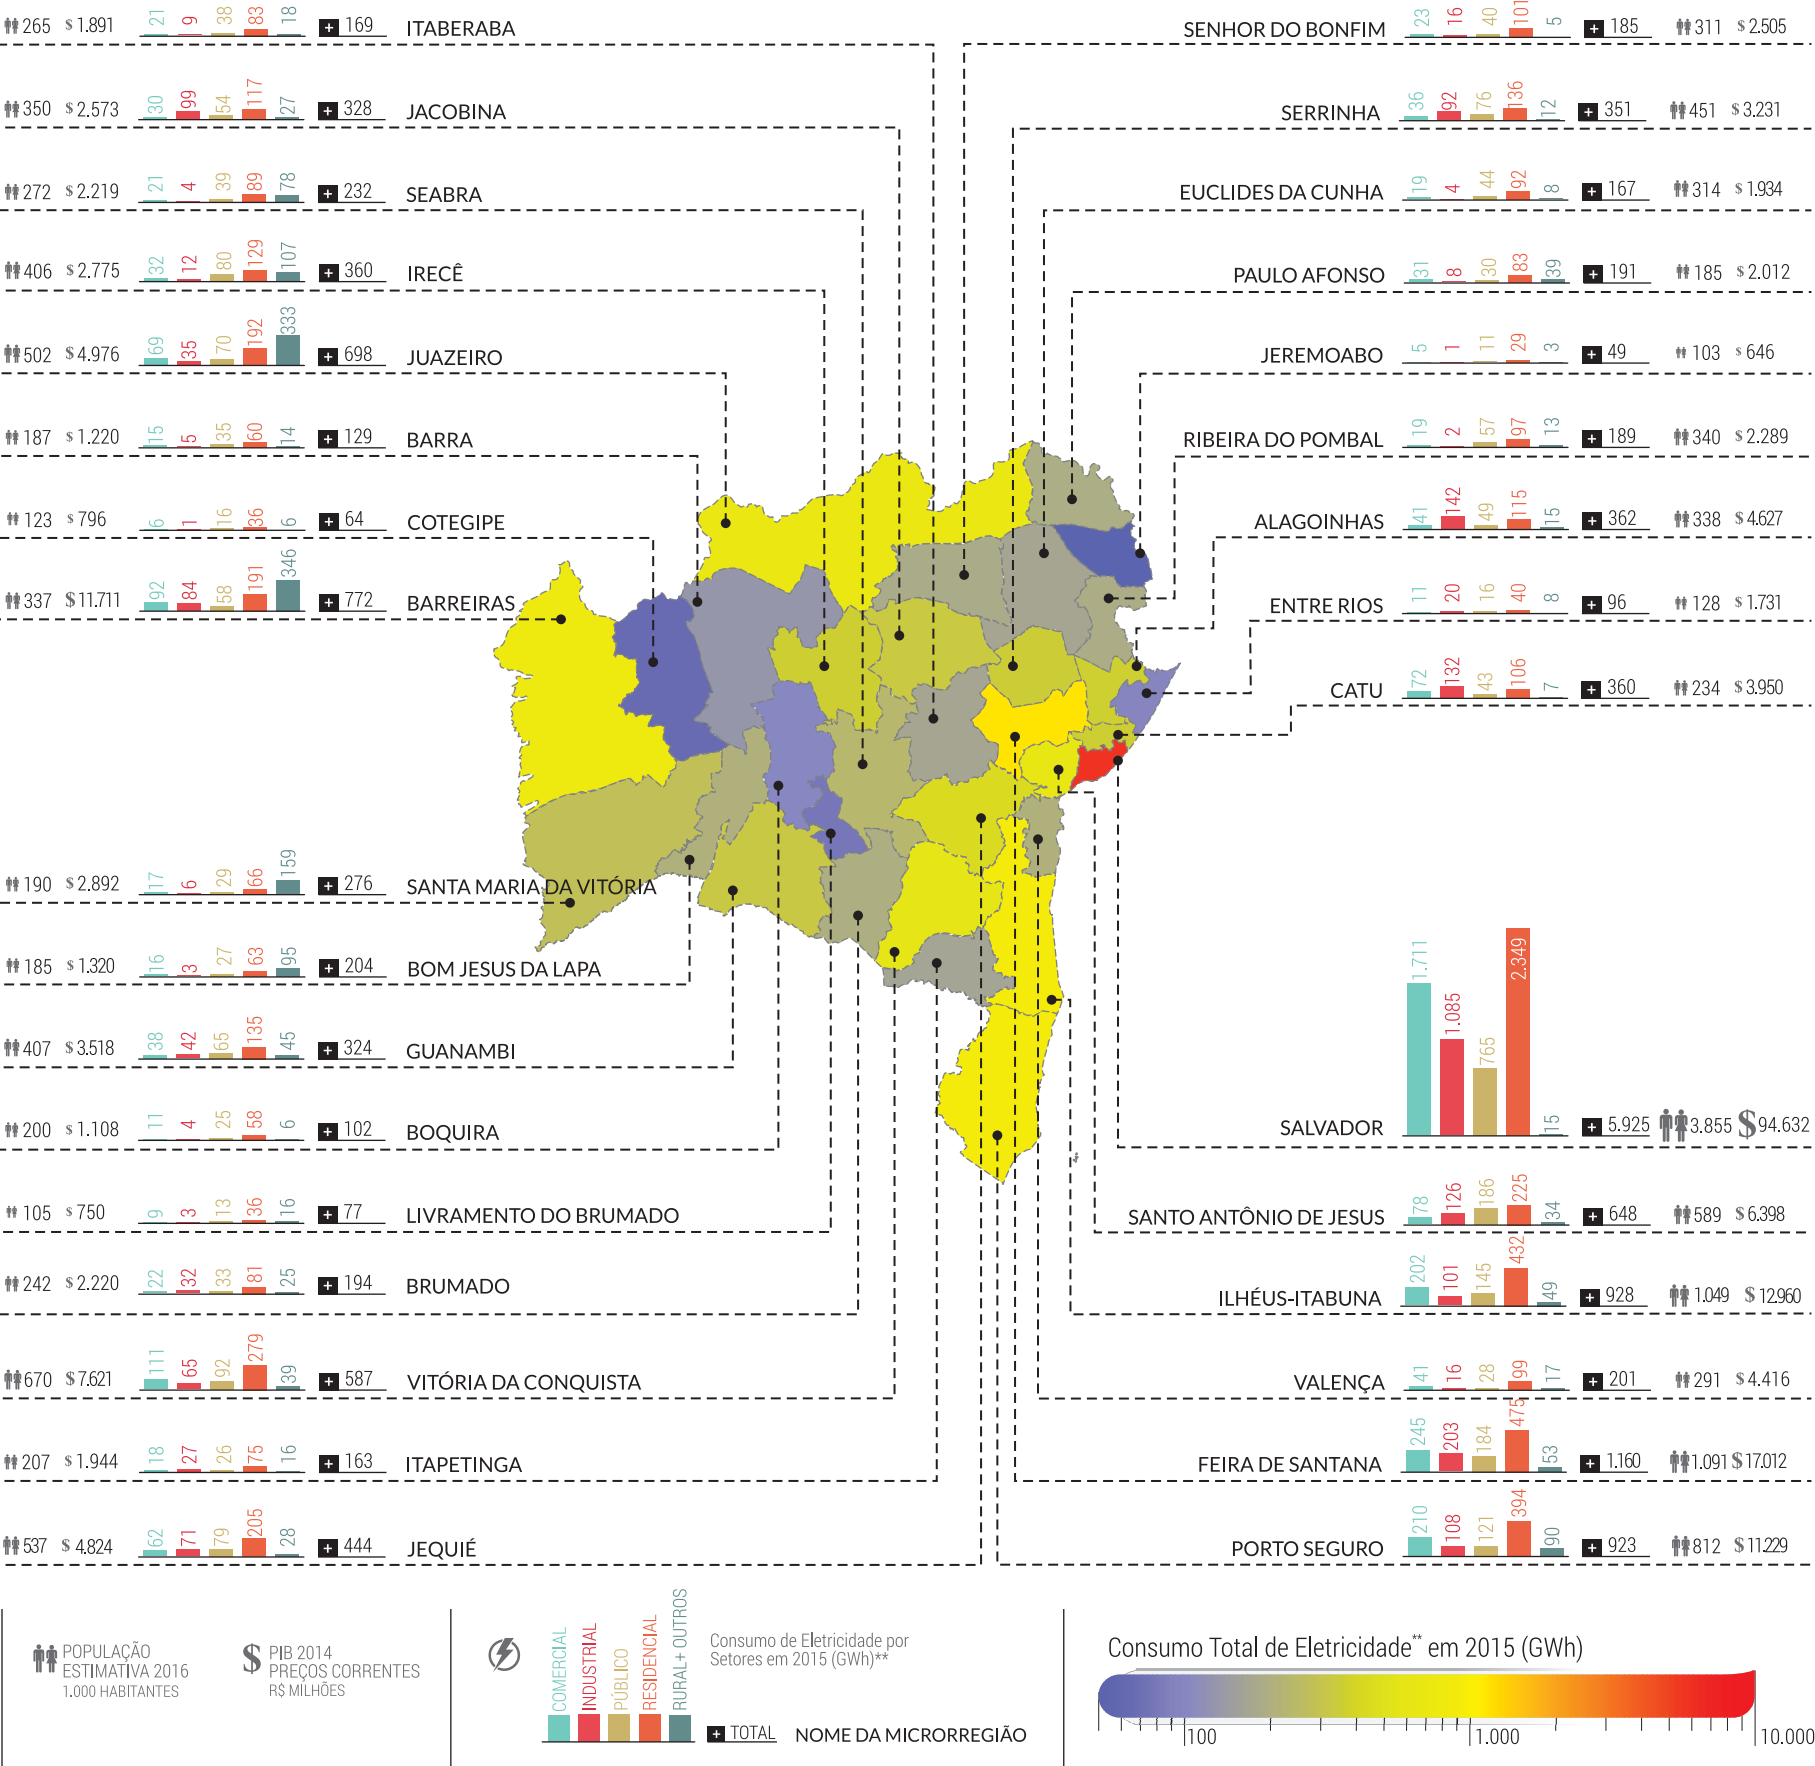 265 $ 1.891 21 9 38 83 18 + 169 ITABERABA
350 $ 2.573 30 99 54 117 27 + 328 JACOBINA
272 $ 2.219 21 4 39 89 78 + 232 SEABRA
406 $ 2.775 32 12 80 129 107 + 360 IRECÊ
502 $ 4.976 69 35 70 192 333 + 698 JUAZEIRO
187 $ 1.220 15 5 35 60 14 + 129 BARRA
123 $ 796 6 1 16 36 6 + 64 COTEGIPE
337 $ 11.711 92 84 58 191 346 + 772 BARREIRAS
190 $ 2.892 17 6 29 66 159 + 276 SANTA MARIA DA VITÓRIA
185 $ 1.320 16 3 27 63 95 + 204 BOM JESUS DA LAPA
407 $ 3.518 38 42 65 135 45 + 324 GUANAMBI
200 $ 1.108 11 4 25 58 6 + 102 BOQUIRA
105 $ 750 9 3 13 36 16 + 77 LIVRAMENTO DO BRUMADO
242 $ 2.220 22 32 33 81 25 + 194 BRUMADO
670 $ 7.621 111 65 92 279 39 + 587 VITÓRIA DA CONQUISTA
207 $ 1.944 18 27 26 75 16 + 163 ITAPETINGA
537 $ 4.824 62 71 79 205 28 + 444 JEQUIÉ
SENHOR DO BONFIM 23 16 40 101 5 + 185 311 $ 2.505
SERRINHA 36 92 76 136 12 + 351 451 $ 3.231
EUCLIDES DA CUNHA 19 4 44 92 8 + 167 314 $ 1.934
PAULO AFONSO 31 8 30 83 39 + 191 185 $ 2.012
JEREMOABO 5 1 11 29 3 + 49 103 $ 646
RIBEIRA DO POMBAL 19 2 57 97 13 + 189 340 $ 2.289
ALAGOINHAS 41 142 49 115 15 + 362 338 $ 4.627
ENTRE RIOS 11 20 16 40 8 + 96 128 $ 1.731
CATU 72 132 43 106 7 + 360 234 $ 3.950
SALVADOR 1.711 1.085 765 2.349 15 + 5.925 3.855 $ 94.632
SANTO ANTÔNIO DE JESUS 78 126 186 225 34 + 648 589 $ 6.398
ILHÉUS-ITABUNA 202 101 145 432 49 + 928 1.049 $ 12.960
VALENÇA 41 16 28 99 17 + 201 291 $ 4.416
FEIRA DE SANTANA 245 203 184 475 53 + 1.160 1.091 $ 17.012
PORTO SEGURO 210 108 121 394 90 + 923 812 $ 11.229
POPULAÇÃO
ESTIMATIVA 2016
1.000 HABITANTES
$ PIB 2014
PREÇOS CORRENTES
R$ MILHÕES
COMERCIAL
INDUSTRIAL
PÚBLICO
RESIDENCIAL
RURAL+ OUTROS
Consumo de Eletricidade por
Setores em 2015 (GWh)**
+ TOTAL NOME DA MICRORREGIÃO
Consumo Total de Eletricidade** em 2015 (GWh)
100 1.000 10.000